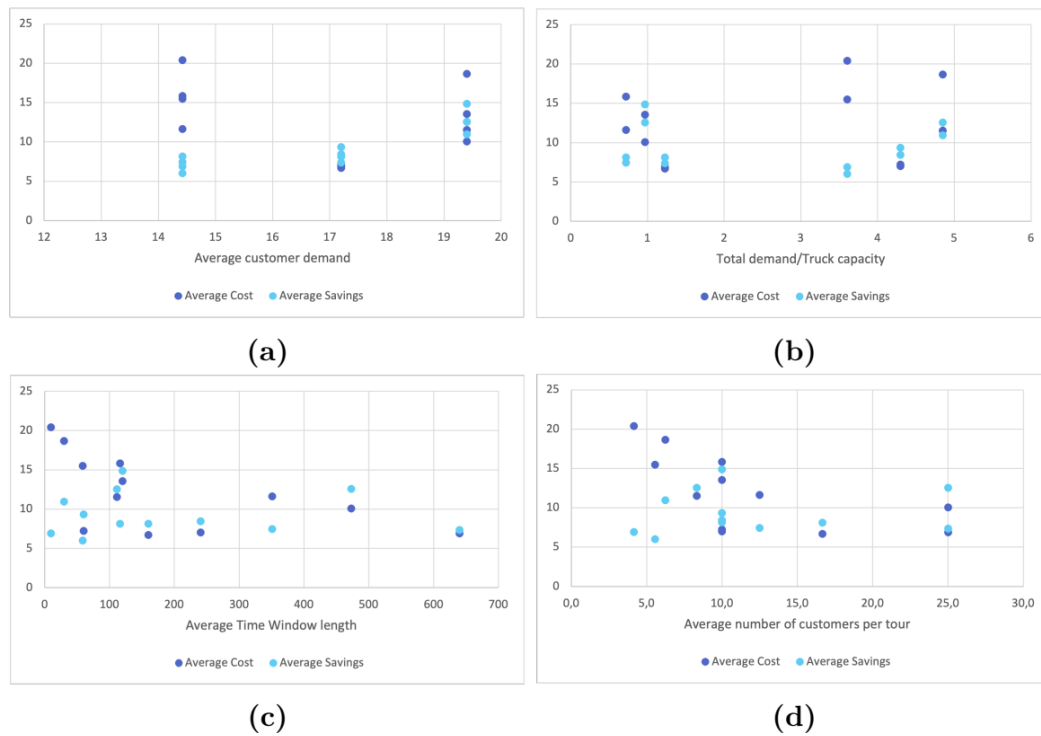 25
20
15
10
5
0
12 13 14 15 16 17 18 19 20
Average customer demand
Average Cost Average Savings
(a)
25
20
15
10
5
0
0 1 2 3 4 5 6
Total demand/Truck capacity
Average Cost Average Savings
(b)
25
20
15
10
5
0
0 100 200 300 400 500 600 700
Average Time Window length
Average Cost Average Savings
(c)
25
20
15
10
5
0
0,0 5,0 10,0 15,0 20,0 25,0 30,0
Average number of customers per tour
Average Cost Average Savings
(d)